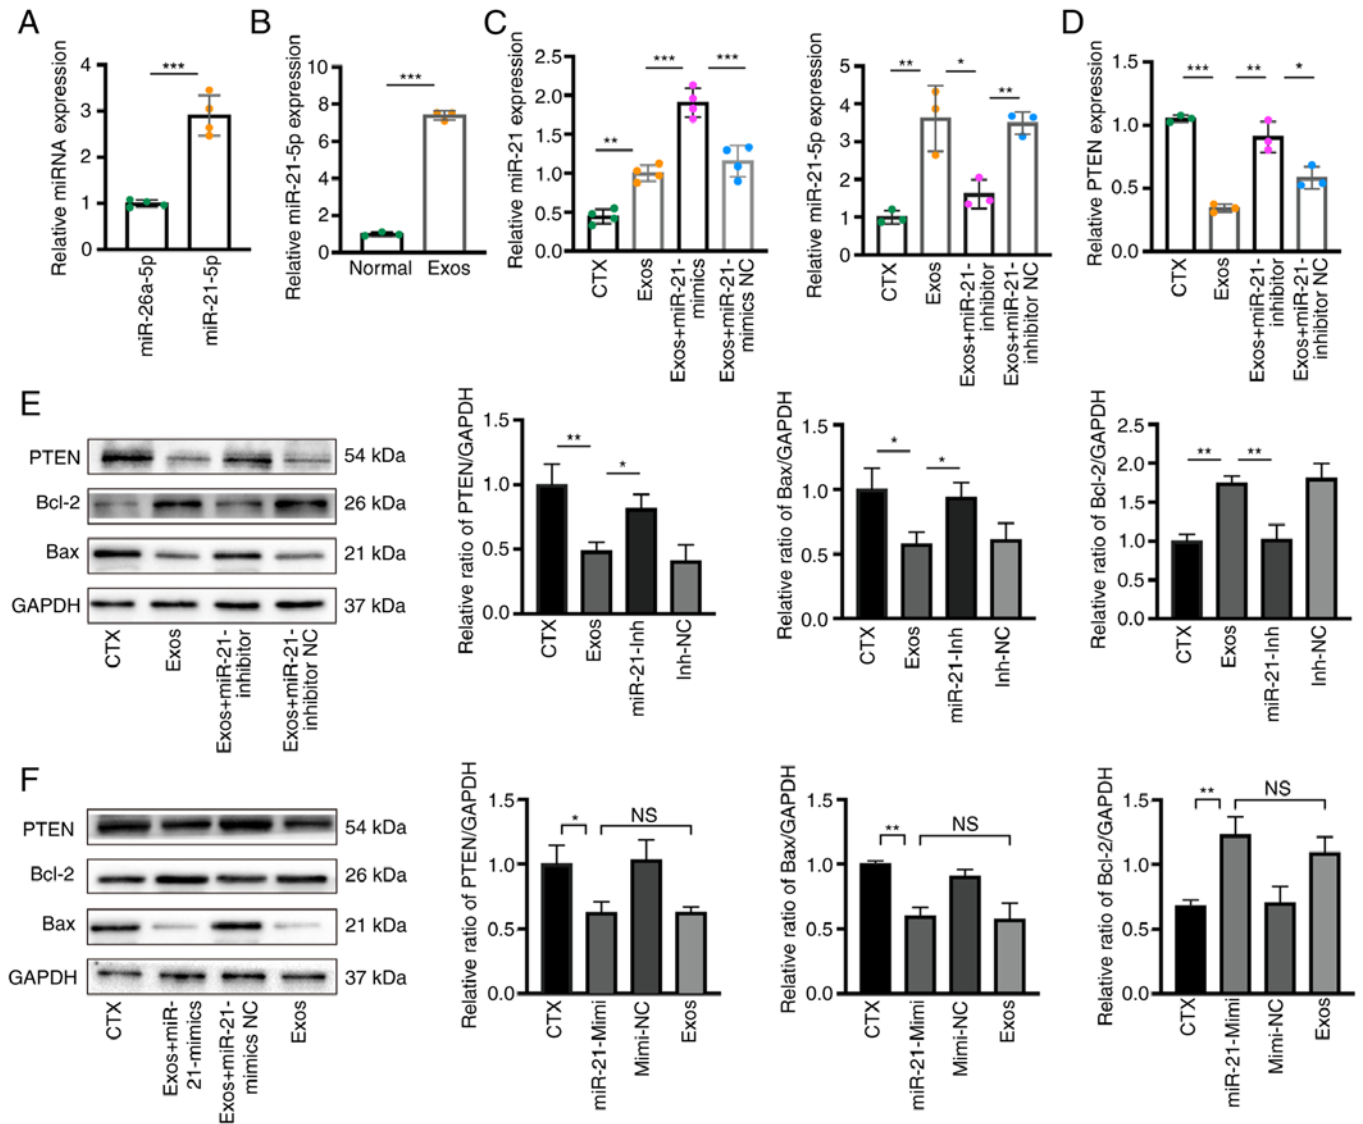 A
Relative miRNA expression
4
3
2
1
0
***
miR-26a-5p
miR-21-5p
B
Relative miR-21-5p expression
10
8
6
4
2
0
***
Normal
Exos
C
Relative miR-21 expression
2.5
2.0
1.5
1.0
0.5
0.0
**
***
***
CTX
Exos
Exos+miR-21-
mimics
Exos+miR-21-
mimics NC
Relative miR-21-5p expression
5
4
3
2
1
0
**
*
**
CTX
Exos
Exos+miR-21-
inhibitor
Exos+miR-21-
inhibitor NC
D
Relative PTEN expression
1.5
1.0
0.5
0.0
***
**
*
CTX
Exos
Exos+miR-21-
inhibitor
Exos+miR-21-
inhibitor NC
E
PTEN
54 kDa
Bcl-2
26 kDa
Bax
21 kDa
GAPDH
37 kDa
CTX
Exos
Exos+miR-21-
inhibitor
Exos+miR-21-
inhibitor NC
Relative ratio of PTEN/GAPDH
1.5
1.0
0.5
0.0
**
*
CTX
Exos
miR-21-Inh
Inh-NC
Relative ratio of Bax/GAPDH
1.5
1.0
0.5
0.0
*
*
CTX
Exos
miR-21-Inh
Inh-NC
Relative ratio of Bcl-2/GAPDH
2.5
2.0
1.5
1.0
0.5
0.0
**
**
CTX
Exos
miR-21-Inh
Inh-NC
F
PTEN
54 kDa
Bcl-2
26 kDa
Bax
21 kDa
GAPDH
37 kDa
CTX
Exos+miR-
21-mimics
Exos+miR-21-
mimics NC
Exos
Relative ratio of PTEN/GAPDH
1.5
1.0
0.5
0.0
*
NS
CTX
miR-21-Mimi
Mimi-NC
Exos
Relative ratio of Bax/GAPDH
1.5
1.0
0.5
0.0
**
NS
CTX
miR-21-Mimi
Mimi-NC
Exos
Relative ratio of Bcl-2/GAPDH
1.5
1.0
0.5
0.0
**
NS
CTX
miR-21-Mimi
Mimi-NC
Exos